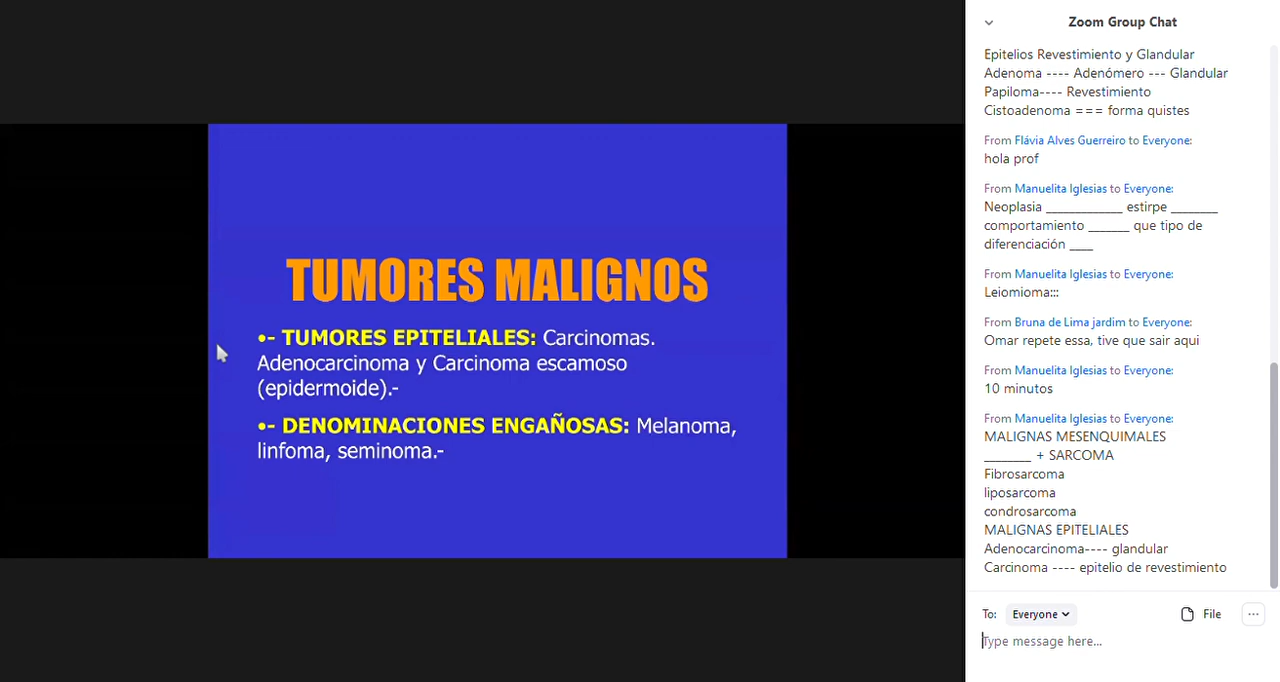 TUMORES MALIGNOS
•- TUMORES EPITELIALES: Carcinomas.
Adenocarcinoma y Carcinoma escamoso
(epidermoide).-
•- DENOMINACIONES ENGAÑOSAS: Melanoma,
linfoma, seminoma.-
Zoom Group Chat
Epitelios Revestimiento y Glandular
Adenoma ---- Adenómero --- Glandular
Papiloma---- Revestimiento
Cistoadenoma === forma quistes
From Flávia Alves Guerreiro to Everyone:
hola prof
From Manuelita Iglesias to Everyone:
Neoplasia _____________ estirpe ________
comportamiento _______ que tipo de
diferenciación ____
From Manuelita Iglesias to Everyone:
Leiomioma:::
From Bruna de Lima jardim to Everyone:
Omar repete essa, tive que sair aqui
From Manuelita Iglesias to Everyone:
10 minutos
From Manuelita Iglesias to Everyone:
MALIGNAS MESENQUIMALES
________ + SARCOMA
Fibrosarcoma
liposarcoma
condrosarcoma
MALIGNAS EPITELIALES
Adenocarcinoma---- glandular
Carcinoma ---- epitelio de revestimiento
To: Everyone File ...
Type message here...